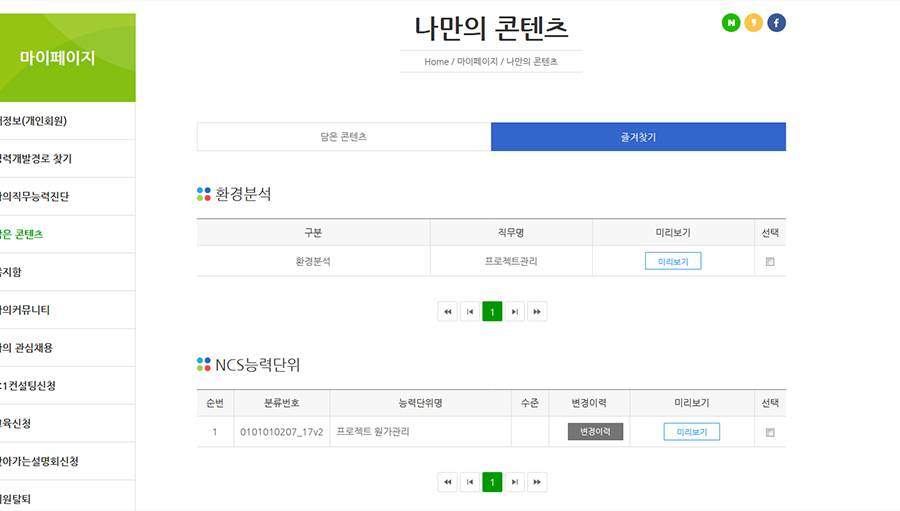 나만의 콘텐츠
Home / 마이페이지 / 나만의 콘텐츠
마이페이지
정보(개인회원)
력개발경로 찾기
의직무능력진단
은 콘텐츠
지함
의커뮤니티
의 관심채용
:1컨설팅신청
육신청
아가는설명회신청
원탈퇴
담은 콘텐츠 즐겨찾기
환경분석
구분 직무명 미리보기 선택
환경분석 프로젝트관리 미리보기
1
NCS능력단위
순번 분류번호 능력단위명 수준 변경이력 미리보기 선택
1 0101010207_17v2 프로젝트 원가관리 변경이력 미리보기
1